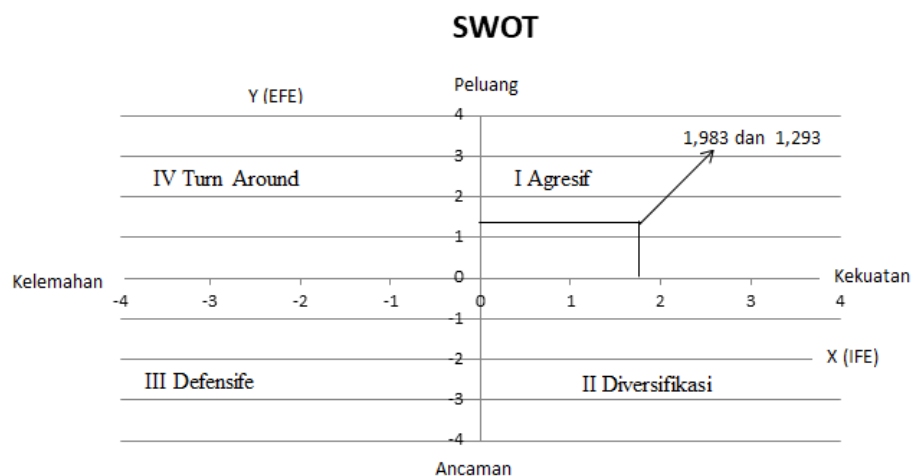 SWOT
Peluang
Y (EFE)
4
1,983 dan 1,293
3
IV Turn Around
I Agresif
2
1
Kelemahan
0
Kekuatan
-4 -3 -2 -1 0 1 2 3 4
-1
-2
X (IFE)
III Defensife
II Diversifikasi
-3
-4
Ancaman